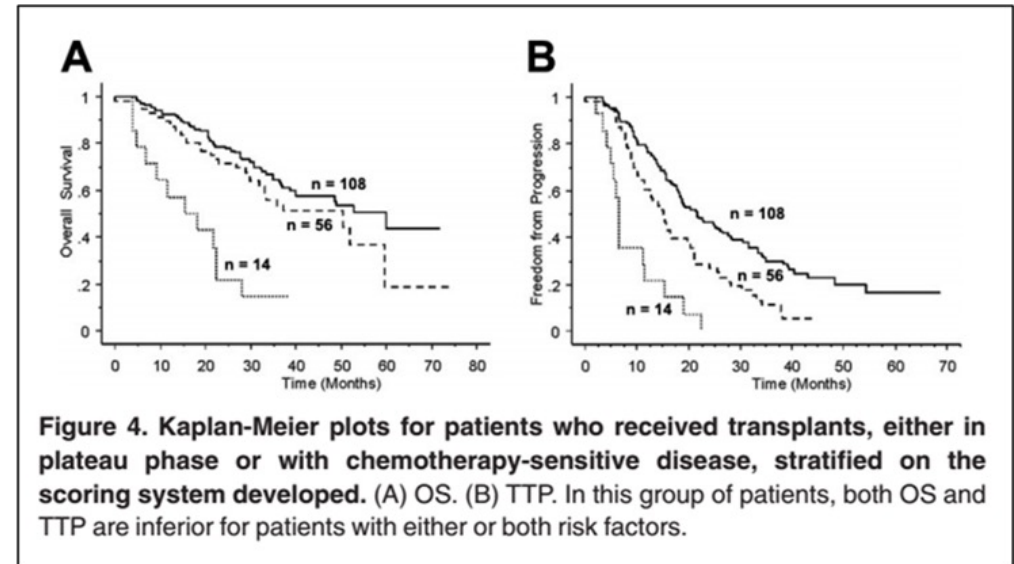 A
B
Overall Survival
1
.8
.6
.4
.2
0
n = 108
n = 56
n = 14
0 10 20 30 40 50 60 70 80
Time (Months)
Freedom from Progression
1
.8
.6
.4
.2
0
n = 108
n = 56
n = 14
0 10 20 30 40 50 60 70
Time (Months)
Figure 4. Kaplan-Meier plots for patients who received transplants, either in
plateau phase or with chemotherapy-sensitive disease, stratified on the
scoring system developed. (A) OS. (B) TTP. In this group of patients, both OS and
TTP are inferior for patients with either or both risk factors.